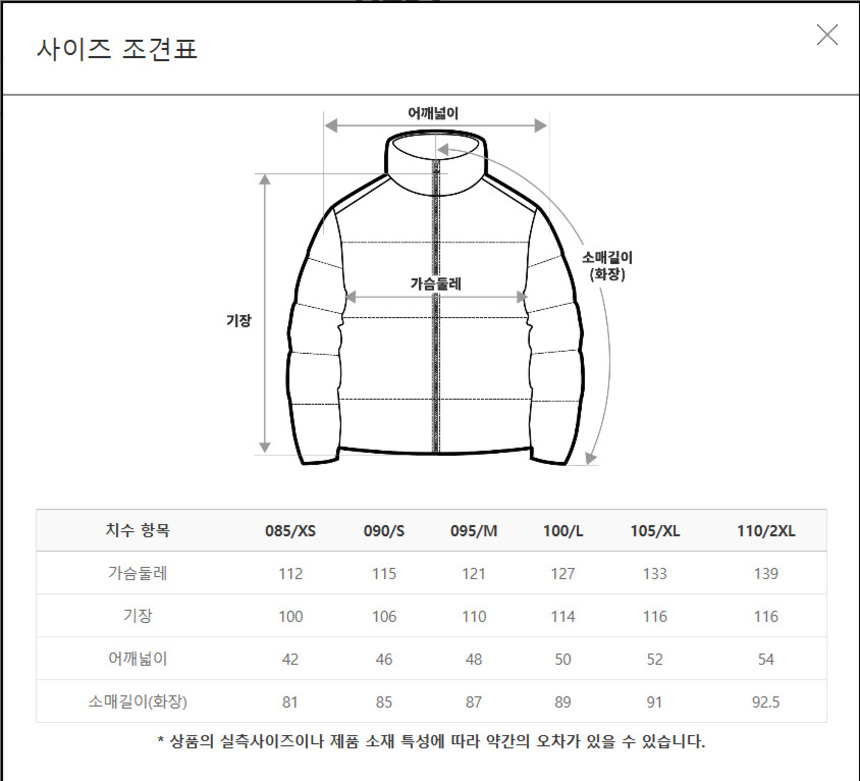 사이즈 조견표
어깨넓이
소매길이
(화장)
가슴둘레
기장
치수 항목 085/XS 090/S 095/M 100/L 105/XL 110/2XL
가슴둘레 112 115 121 127 133 139
기장 100 106 110 114 116 116
어깨넓이 42 46 48 50 52 54
소매길이(화장) 81 85 87 89 91 92.5
* 상품의 실측사이즈이나 제품 소재 특성에 따라 약간의 오차가 있을 수 있습니다.